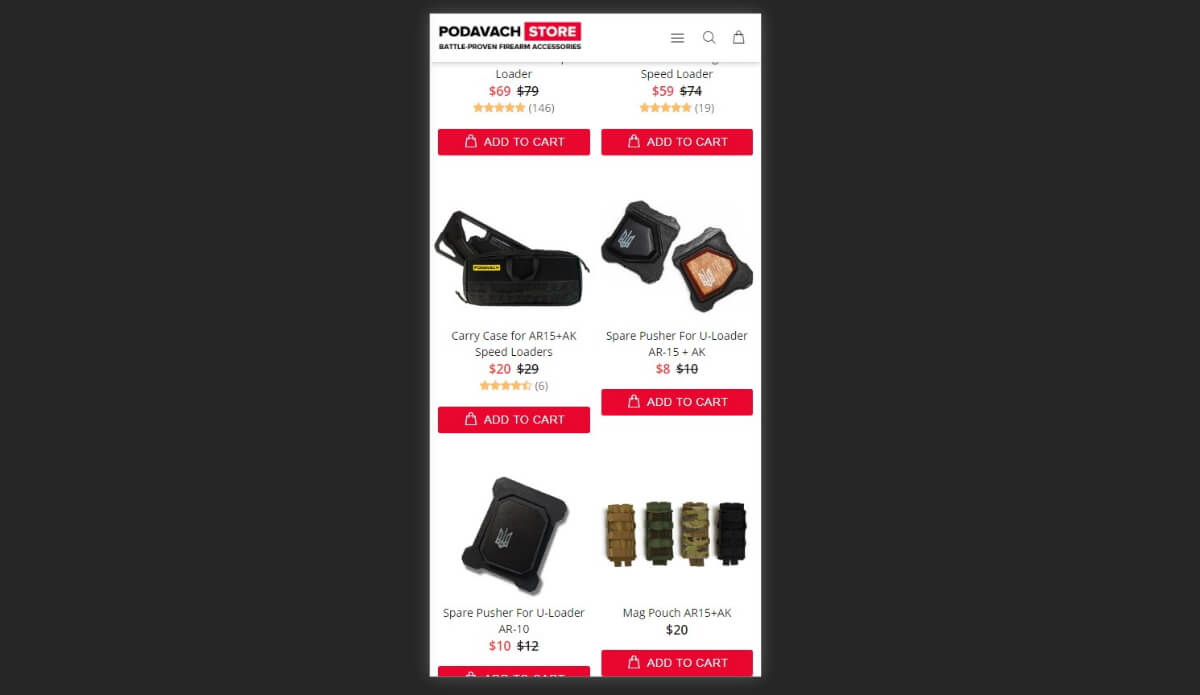 PODAVACH STORE
BATTLE-PROVEN FIREARM ACCESSORIES
Loader
$69 $79
(146)
ADD TO CART
Speed Loader
$59 $74
(19)
ADD TO CART
PODAVACH
Carry Case for AR15+AK
Speed Loaders
$20 $29
(6)
ADD TO CART
Spare Pusher For U-Loader
AR-15 + AK
$8 $10
ADD TO CART
Spare Pusher For U-Loader
AR-10
$10 $12
Mag Pouch AR15+AK
$20
ADD TO CART